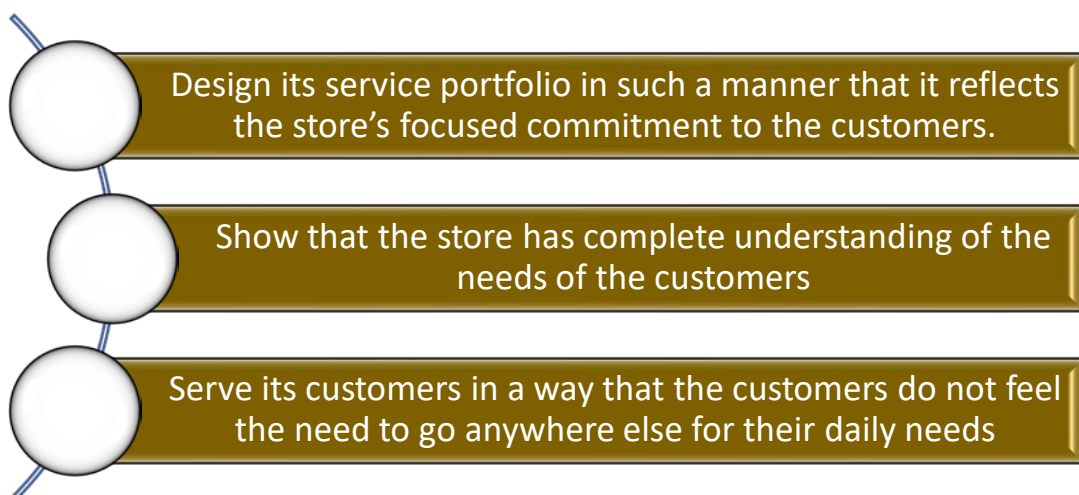 Design its service portfolio in such a manner that it reflects
the store’s focused commitment to the customers.
Show that the store has complete understanding of the
needs of the customers
Serve its customers in a way that the customers do not feel
the need to go anywhere else for their daily needs